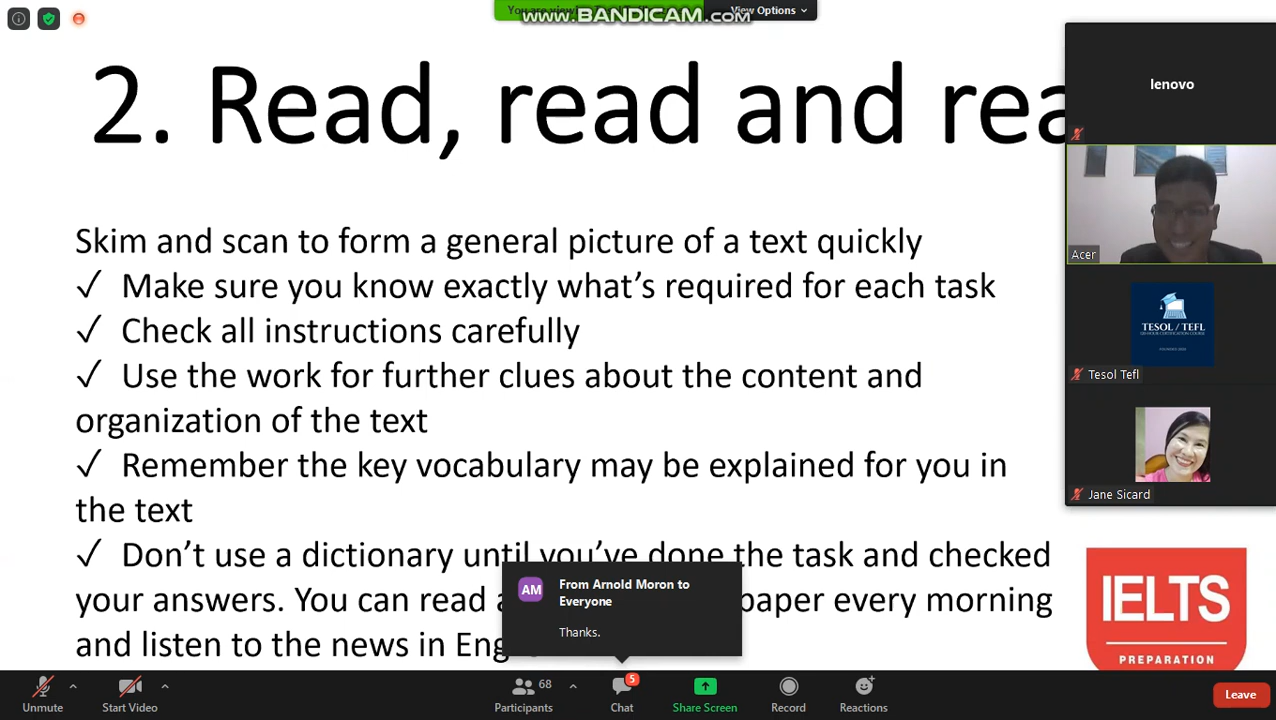 You are view
www.BANDICAM.com
View Options
2. Read, read and rea
lenovo
Acer
Skim and scan to form a general picture of a text quickly
✓ Make sure you know exactly what's required for each task
✓ Check all instructions carefully
✓ Use the work for further clues about the content and
organization of the text
✓ Remember the key vocabulary may be explained for you in
the text
✓ Don't use a dictionary until you've done the task and checked
your answers. You can read a paper every morning
and listen to the news in Eng
TESOL / TEFL
Tesol Tefl
Jane Sicard
AM
From Arnold Moron to
Everyone
Thanks.
IELTS
PREPARATION
68
5
Unmute
Start Video
Participants
Chat
Share Screen
Record
Reactions
Leave